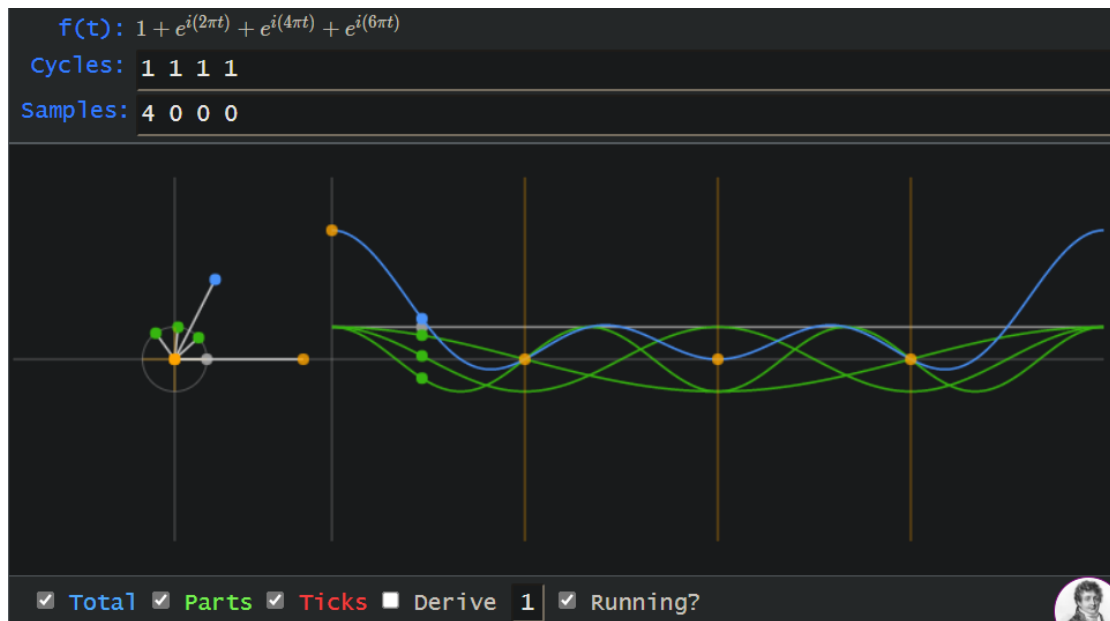 f(t): 1 + e^{i(2πt)} + e^{i(4πt)} + e^{i(6πt)}
Cycles: 1 1 1 1
Samples: 4 0 0 0
Total Parts Ticks Derive 1 Running?